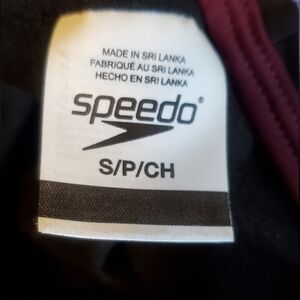 MADE IN SRI LANKA
FABRIQUÉ AU SRI LANKA
HECHO EN SRI LANKA
speedo®
S/P/CH